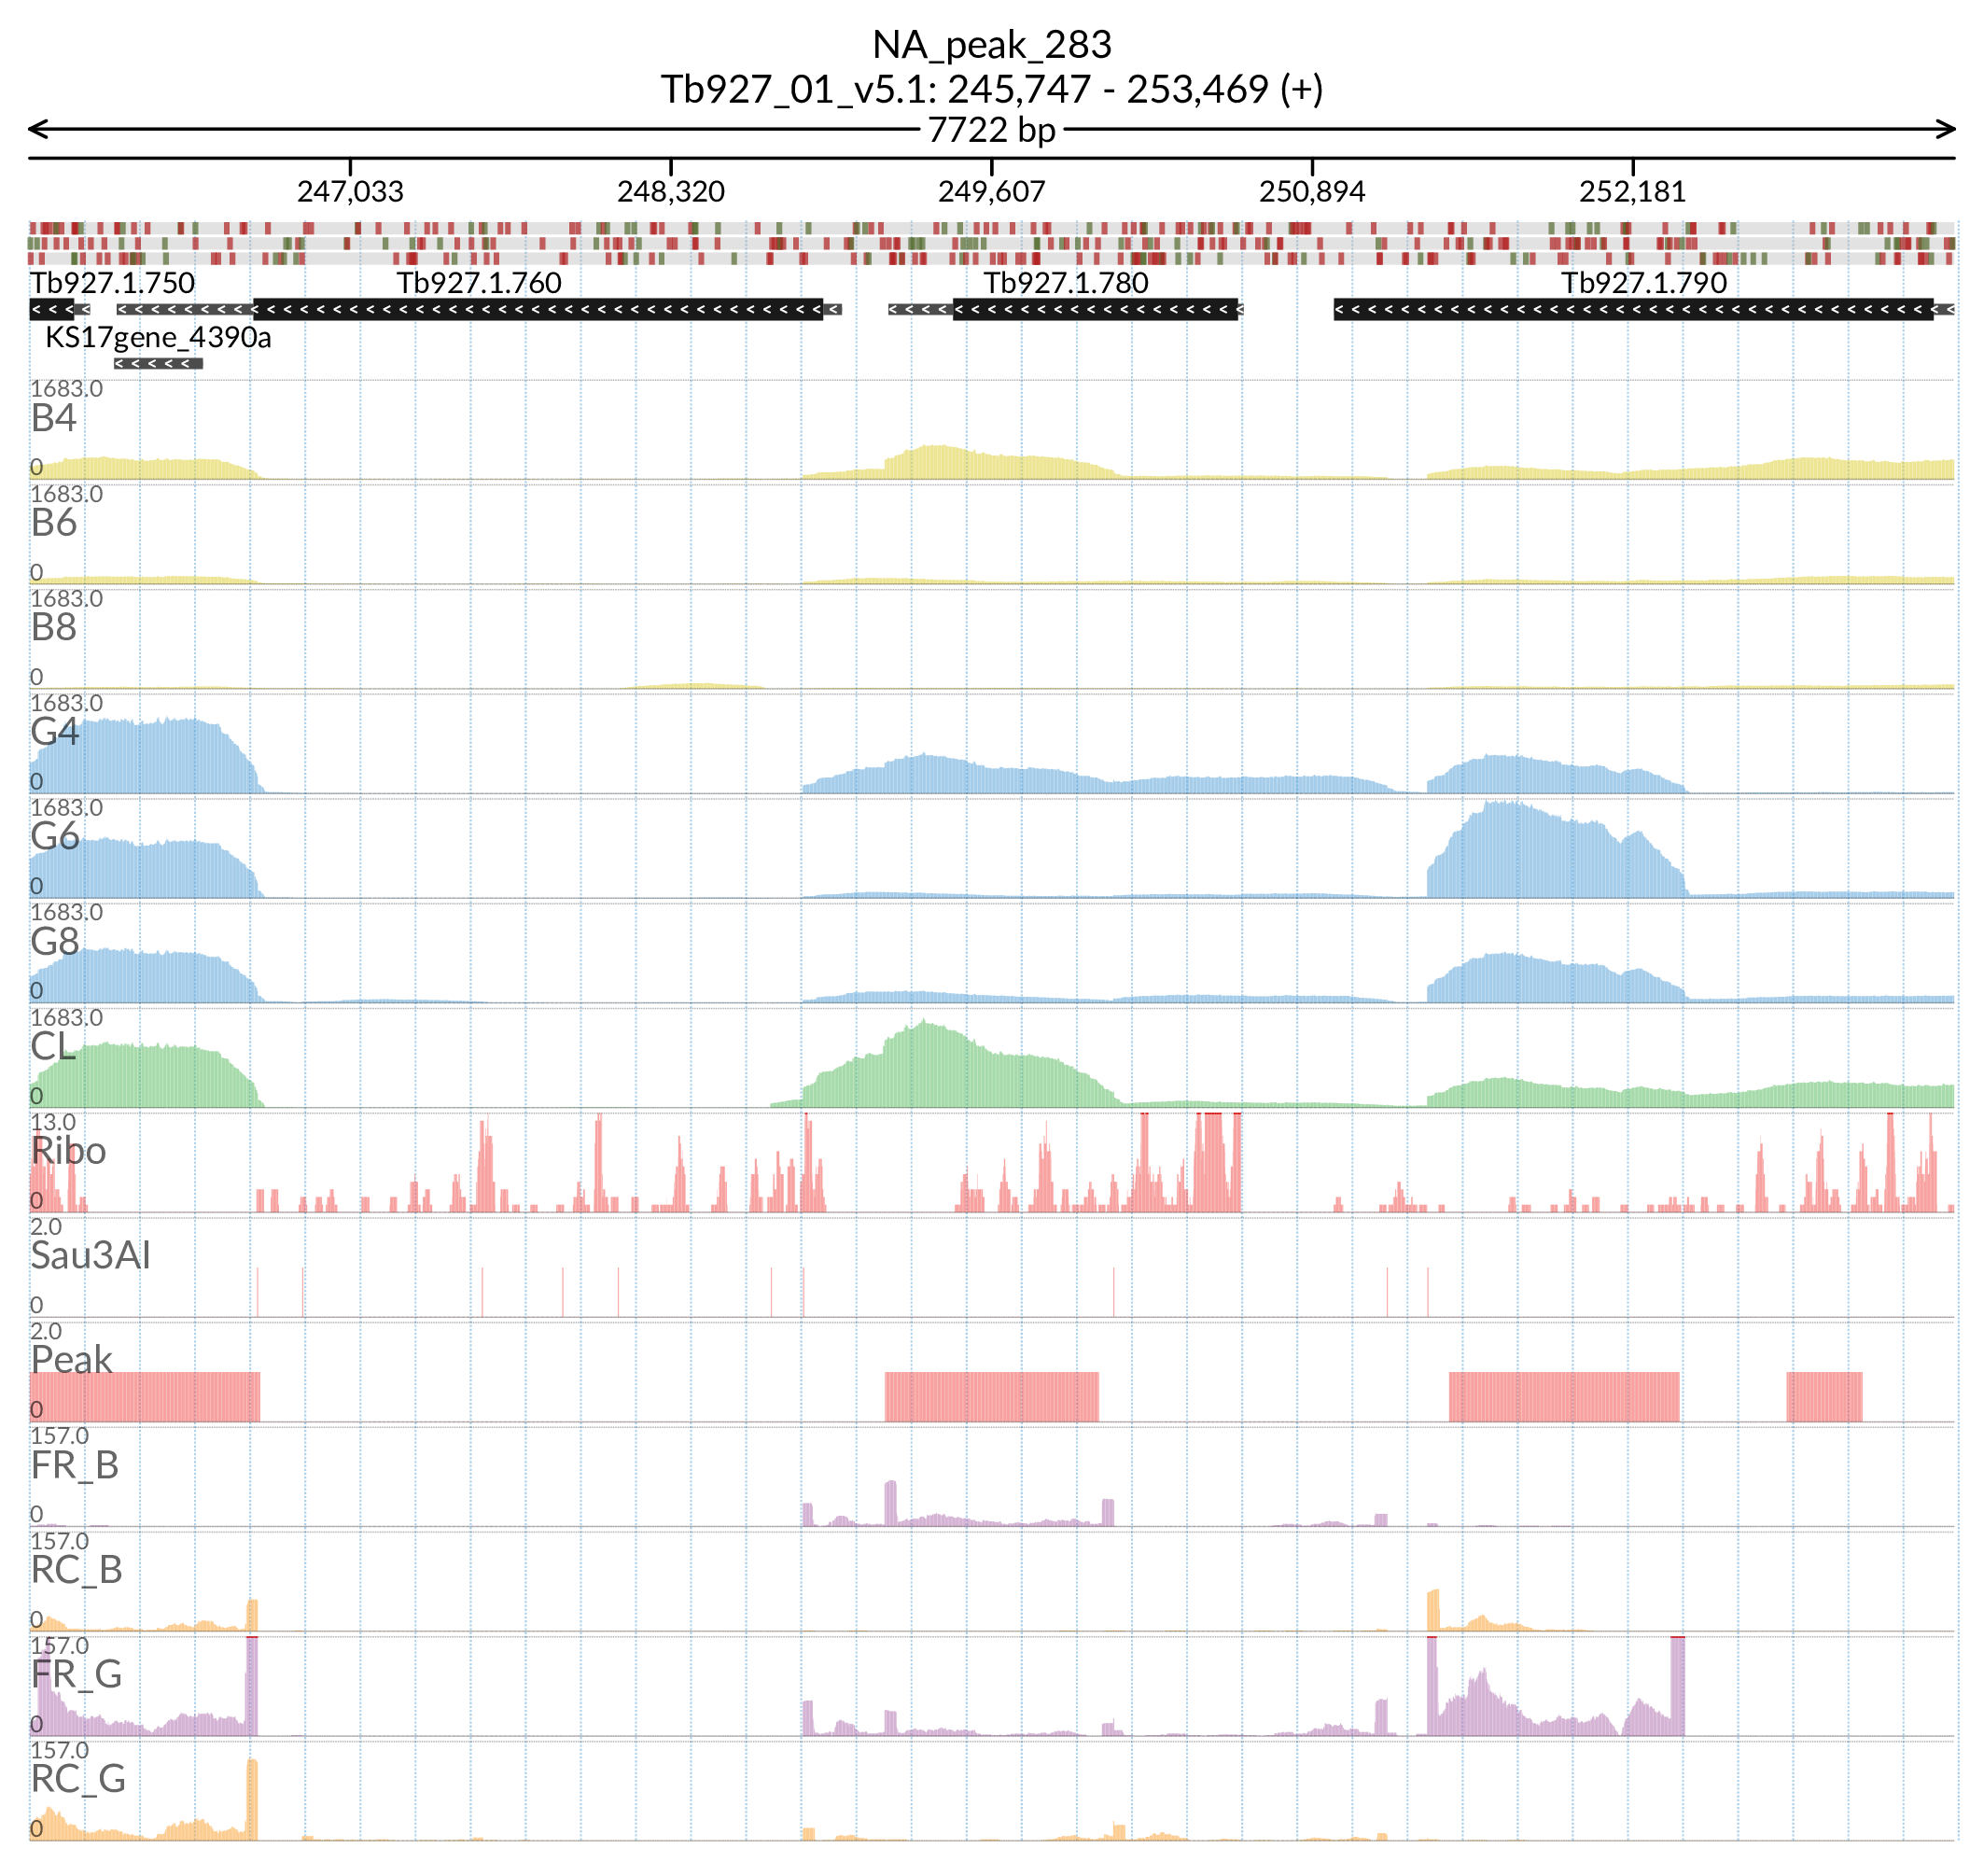 NA_peak_283
Tb927_01_v5.1: 245,747 - 253,469 (+)
7722 bp
247,033 248,320 249,607 250,894 252,181
Tb927.1.750 Tb927.1.760 Tb927.1.780 Tb927.1.790
KS17gene_4390a
1683.0
B4
0
1683.0
B6
0
1683.0
B8
0
1683.0
G4
0
1683.0
G6
0
1683.0
G8
0
1683.0
CL
0
13.0
Ribo
0
2.0
Sau3AI
0
2.0
Peak
0
157.0
FR_B
0
157.0
RC_B
0
157.0
FR_G
0
157.0
RC_G
0